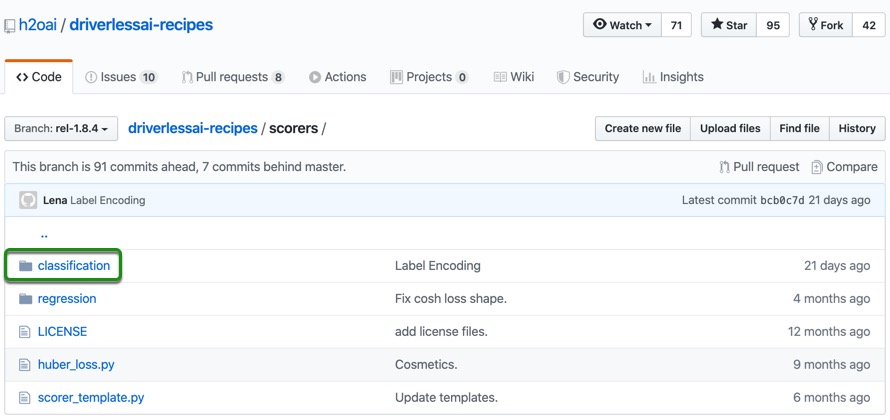 h2oai / driverlessai-recipes Watch 71 Star 95 Fork 42
Code Issues 10 Pull requests 8 Actions Projects 0 Wiki Security Insights
Branch: rel-1.8.4 driverlessai-recipes / scorers / Create new file Upload files Find file History
This branch is 91 commits ahead, 7 commits behind master. Pull request Compare
Lena Label Encoding Latest commit bcb0c7d 21 days ago
..
classification Label Encoding 21 days ago
regression Fix cosh loss shape. 4 months ago
LICENSE add license files. 12 months ago
huber_loss.py Cosmetics. 9 months ago
scorer_template.py Update templates. 6 months ago